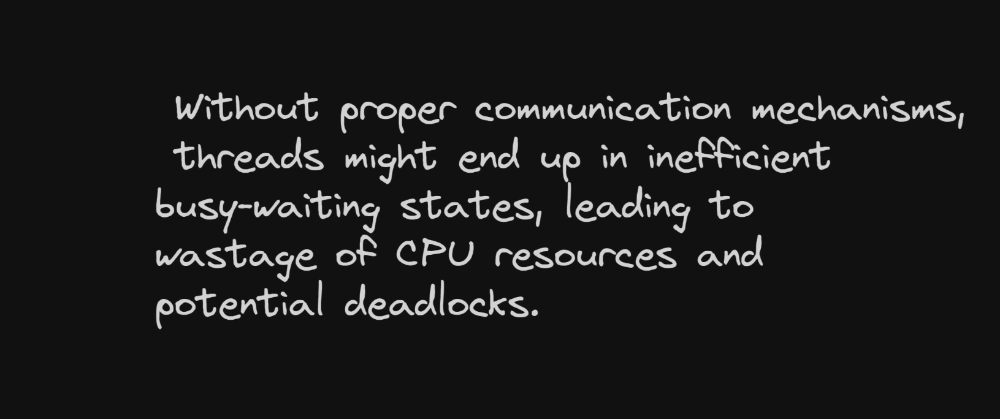 Without proper communication mechanisms,
threads might end up in inefficient
busy-waiting states, leading to
wastage of CPU resources and
potential deadlocks.